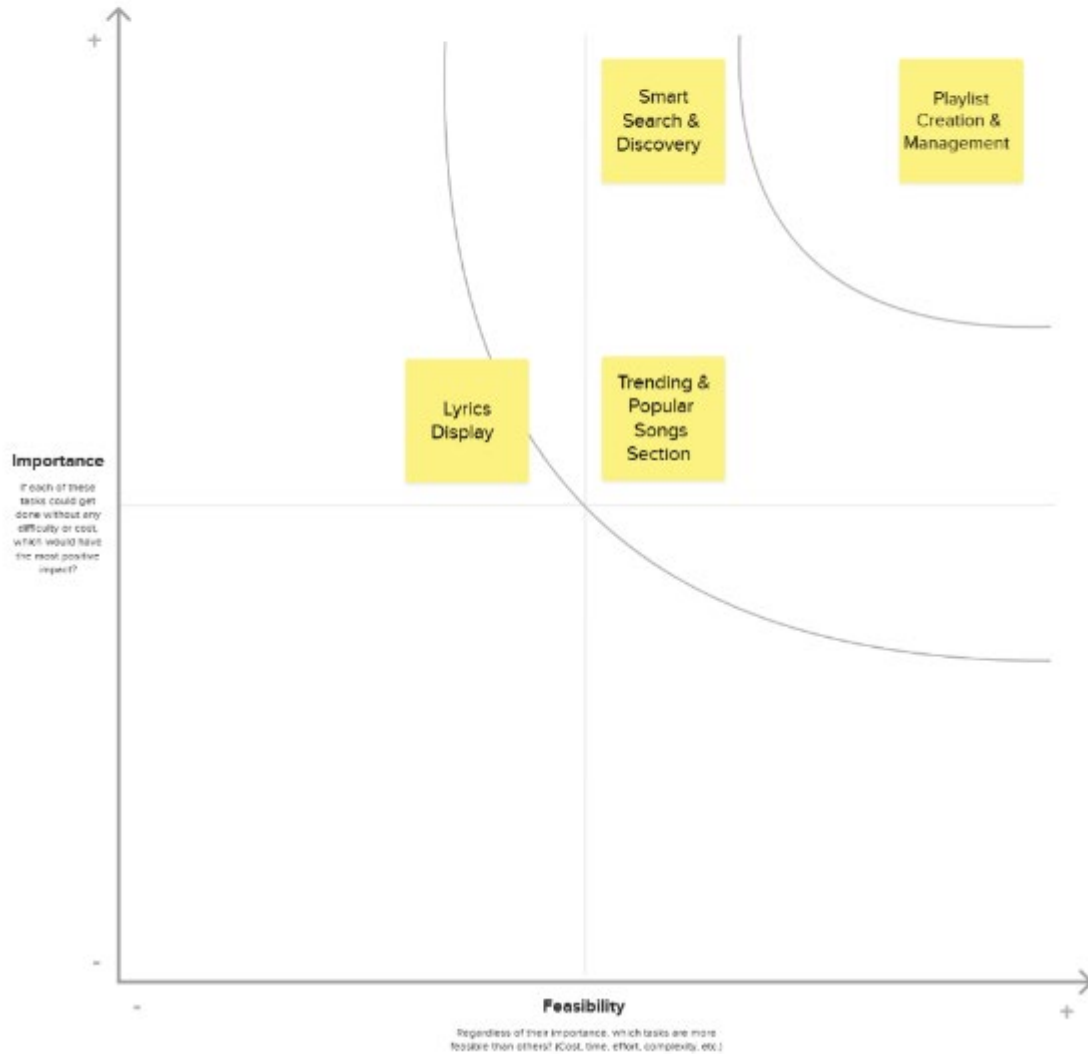 +
Smart
Search &
Discovery
Playlist
Creation &
Management
Lyrics
Display
Trending &
Popular
Songs
Section
Importance
If each of these
tasks could get
done without any
difficulty or cost,
which would have
the most positive
impact?
-
-
Feasibility
+
Regardless of their importance, which tasks are more
feasible than others? (Cost, time, effort, complexity, etc.)